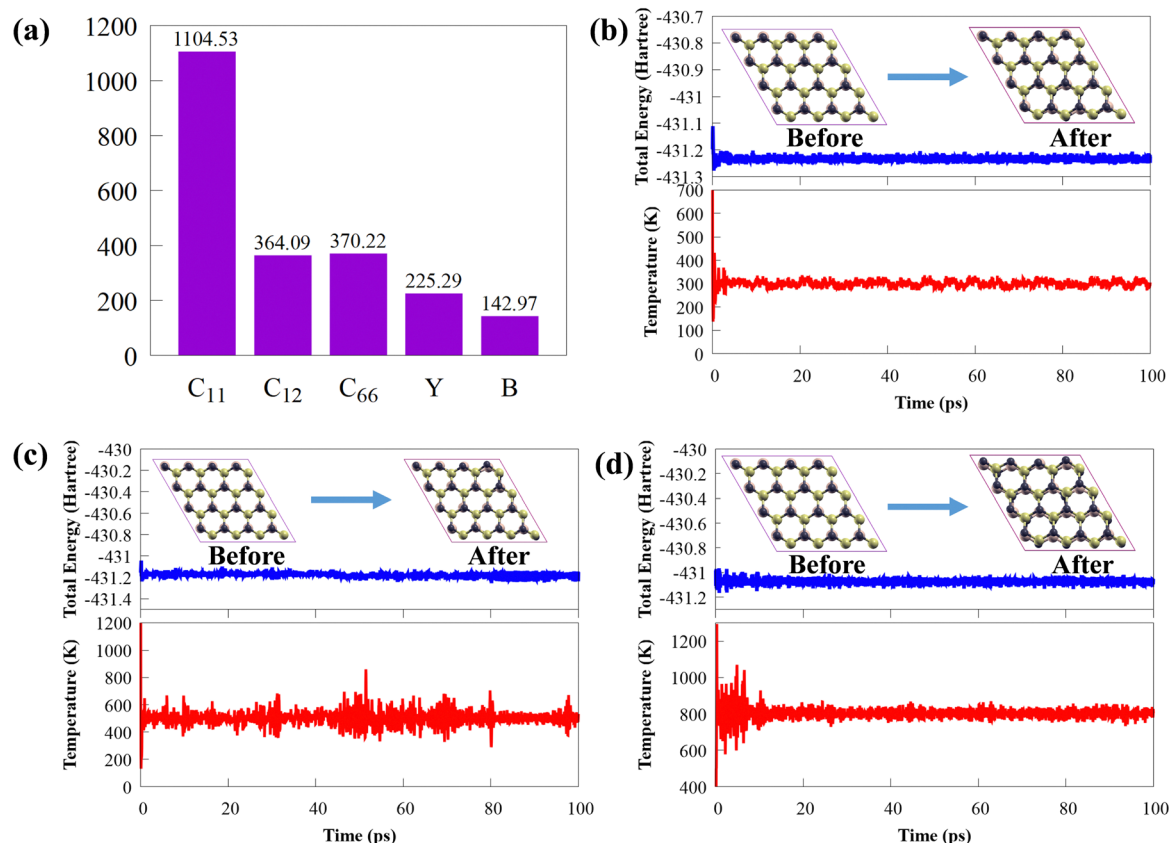 (a)
1200
1000
800
600
400
200
0
1104.53
364.09
370.22
225.29
142.97
C₁₁
C₁₂
C₆₆
Y
B
(b)
Total Energy (Hartree)
-430.7
-430.8
-430.9
-431
-431.1
-431.2
-431.3
Before
After
Temperature (K)
700
600
500
400
300
200
100
0
0 20 40 60 80 100
Time (ps)
(c)
Total Energy (Hartree)
-430
-430.2
-430.4
-430.6
-430.8
-431
-431.2
-431.4
Before
After
Temperature (K)
1200
1000
800
600
400
200
0
0 20 40 60 80 100
Time (ps)
(d)
Total Energy (Hartree)
-430
-430.2
-430.4
-430.6
-430.8
-431
-431.2
Before
After
Temperature (K)
1200
1000
800
600
400
0 20 40 60 80 100
Time (ps)